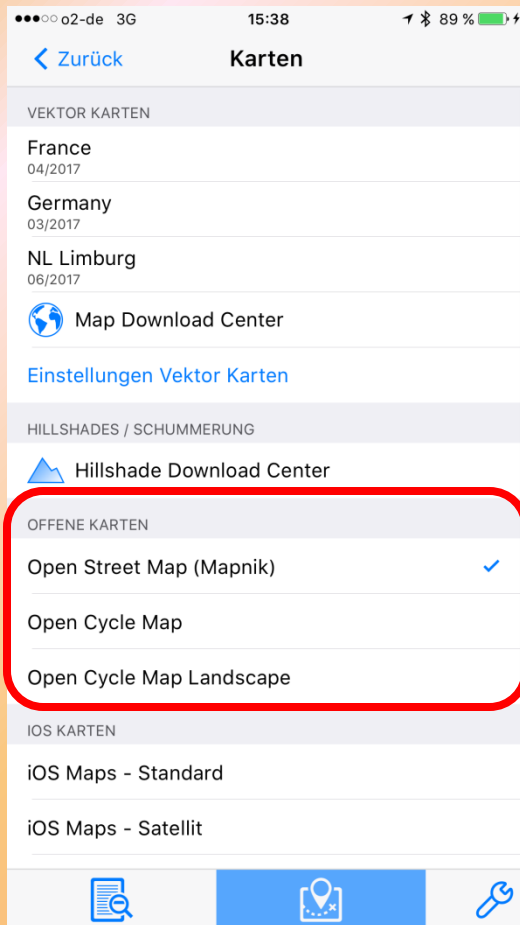 o2-de 3G 15:38 89 %
Zurück Karten
VEKTOR KARTEN
France
04/2017
Germany
03/2017
NL Limburg
06/2017
Map Download Center
Einstellungen Vektor Karten
HILLSHADES / SCHUMMERUNG
Hillshade Download Center
OFFENE KARTEN
Open Street Map (Mapnik)
Open Cycle Map
Open Cycle Map Landscape
IOS KARTEN
iOS Maps - Standard
iOS Maps - Satellit